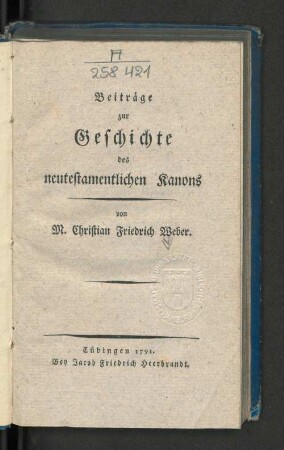 A
258 421
Beiträge
zur
Geschichte
des
neutestamentlichen Kanons
von
M. Christian Friedrich Weber.
Tübingen 1791.
Bey Jacob Friedrich Heerbrandt.